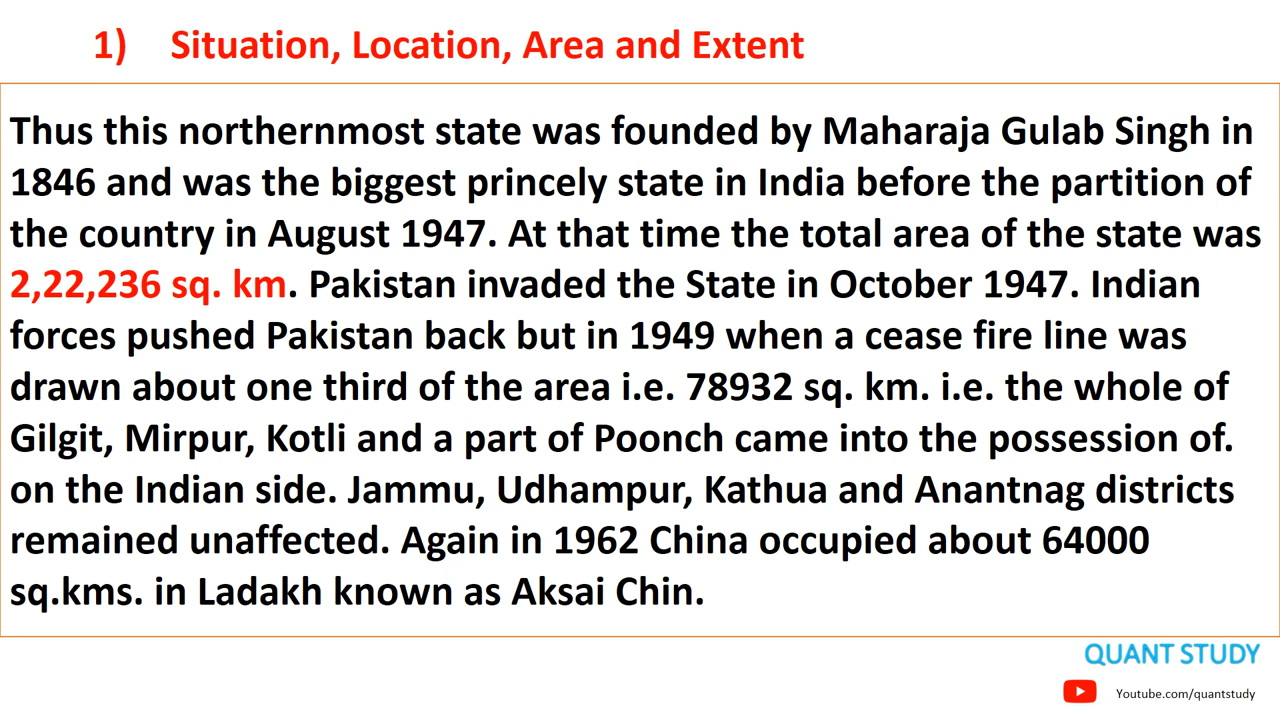 1) Situation, Location, Area and Extent
Thus this northernmost state was founded by Maharaja Gulab Singh in
1846 and was the biggest princely state in India before the partition of
the country in August 1947. At that time the total area of the state was
2,22,236 sq. km. Pakistan invaded the State in October 1947. Indian
forces pushed Pakistan back but in 1949 when a cease fire line was
drawn about one third of the area i.e. 78932 sq. km. i.e. the whole of
Gilgit, Mirpur, Kotli and a part of Poonch came into the possession of.
on the Indian side. Jammu, Udhampur, Kathua and Anantnag districts
remained unaffected. Again in 1962 China occupied about 64000
sq.kms. in Ladakh known as Aksai Chin.
QUANT STUDY
Youtube.com/quantstudy